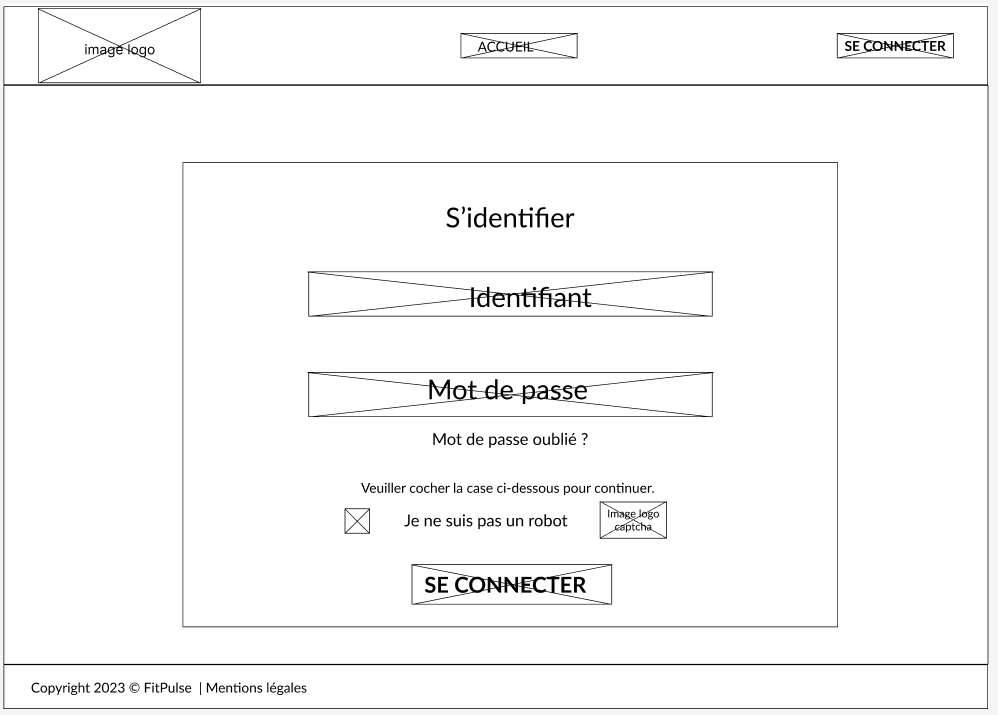 image logo
ACCUEIL
SE CONNECTER
S’identifier
Identifiant
Mot de passe
Mot de passe oublié ?
Veuiller cocher la case ci-dessous pour continuer.
Je ne suis pas un robot
Image logo
captcha
SE CONNECTER
Copyright 2023 © FitPulse | Mentions légales